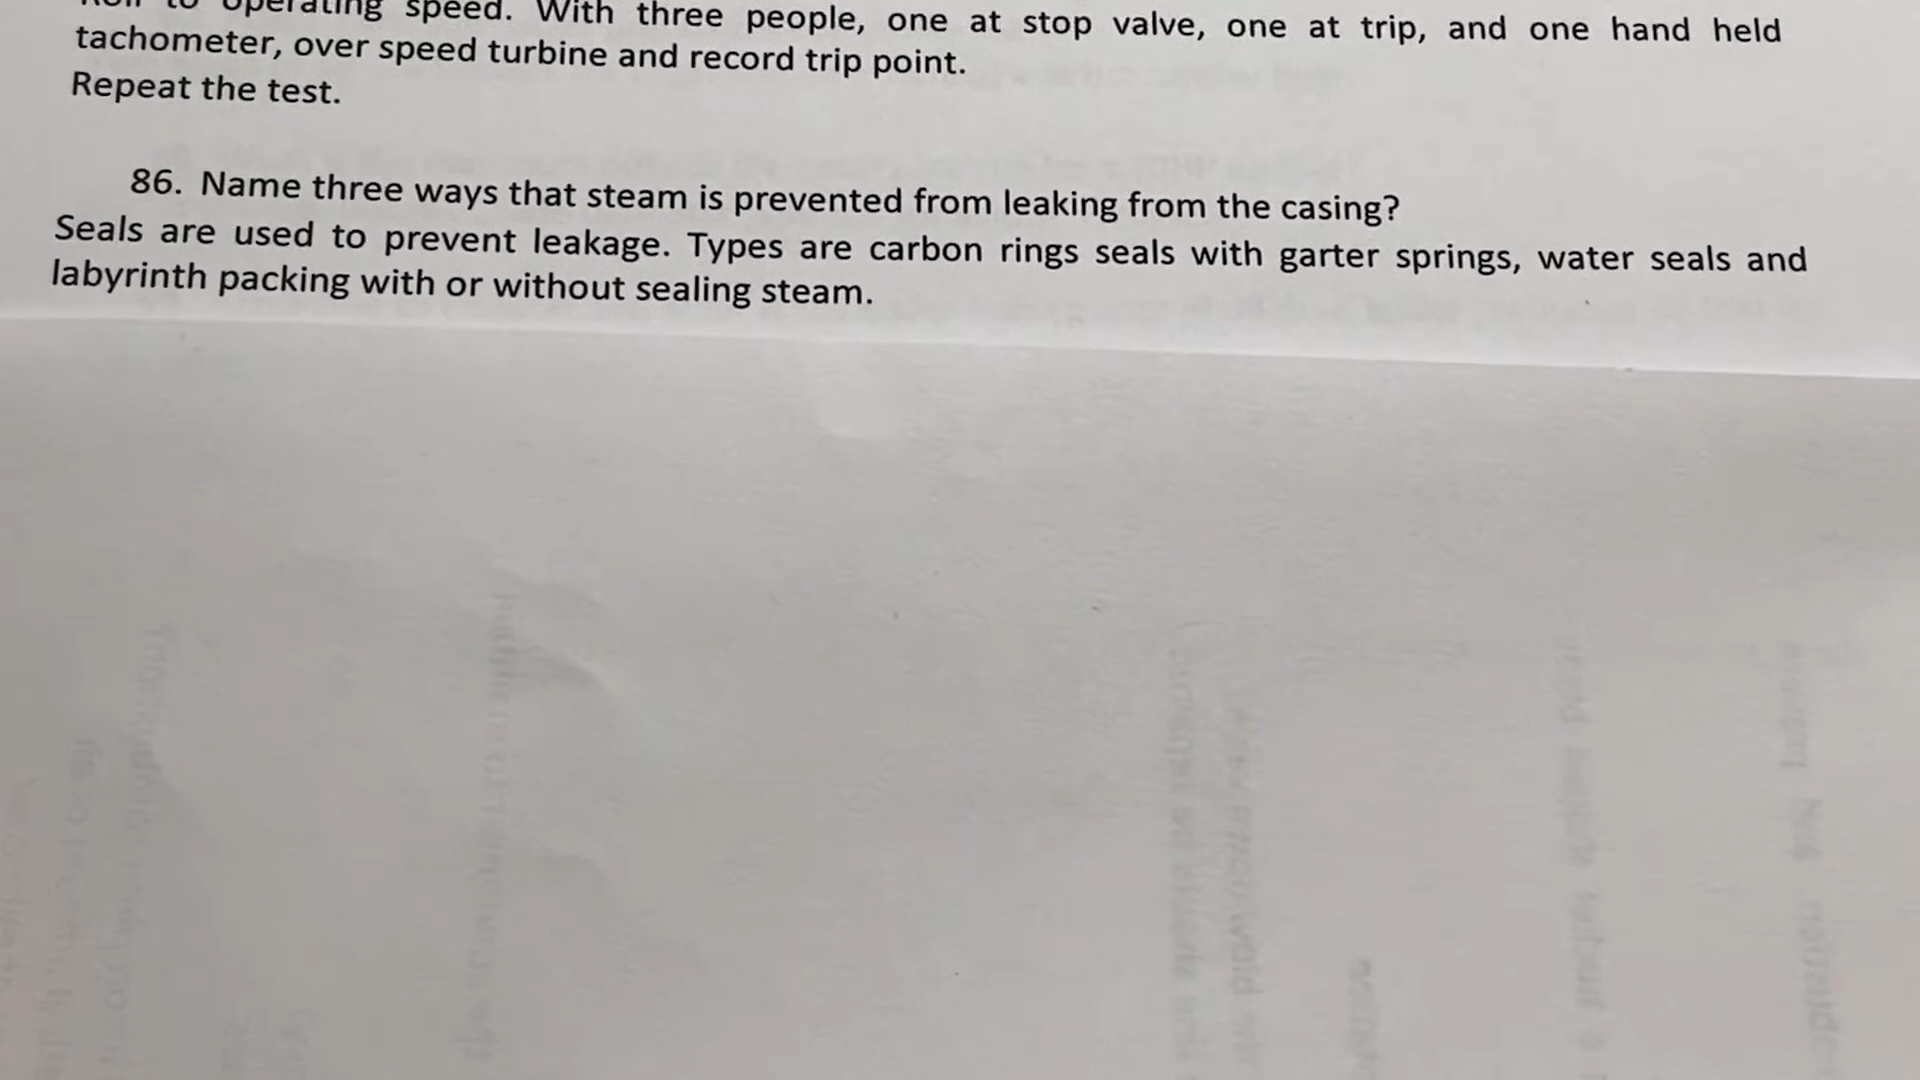 to operating speed. With three people, one at stop valve, one at trip, and one hand held
tachometer, over speed turbine and record trip point.
Repeat the test.
86. Name three ways that steam is prevented from leaking from the casing?
Seals are used to prevent leakage. Types are carbon rings seals with garter springs, water seals and
labyrinth packing with or without sealing steam.